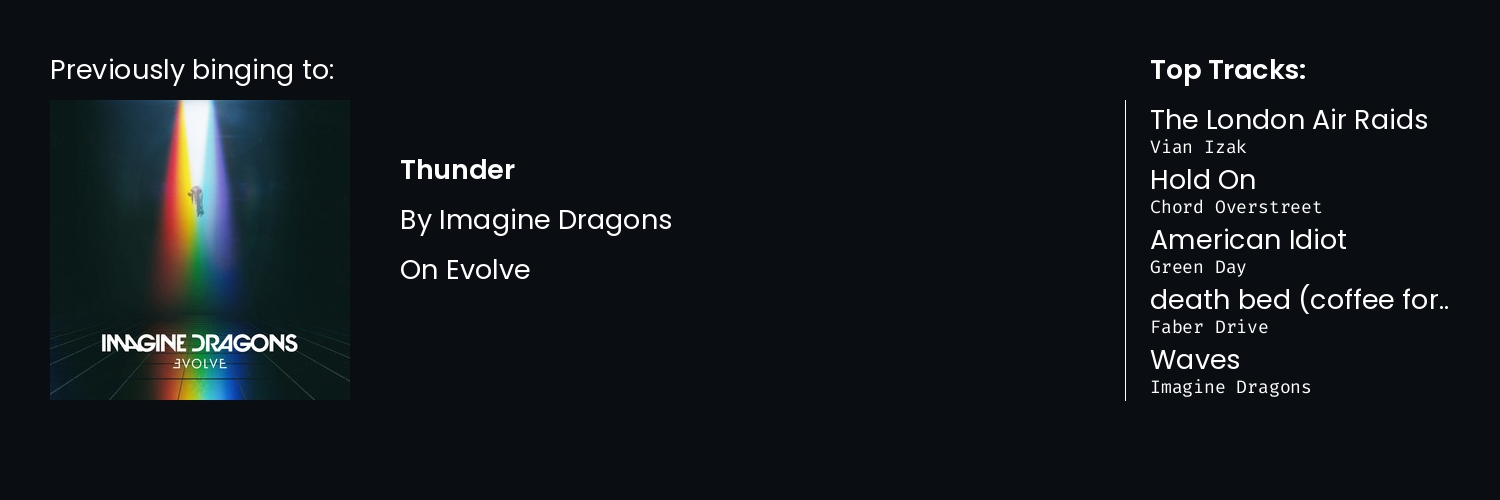 Previously binging to:
IMAGINE DRAGONS
EVOLVE
Thunder
By Imagine Dragons
On Evolve
Top Tracks:
The London Air Raids
Vian Izak
Hold On
Chord Overstreet
American Idiot
Green Day
death bed (coffee for..
Faber Drive
Waves
Imagine Dragons